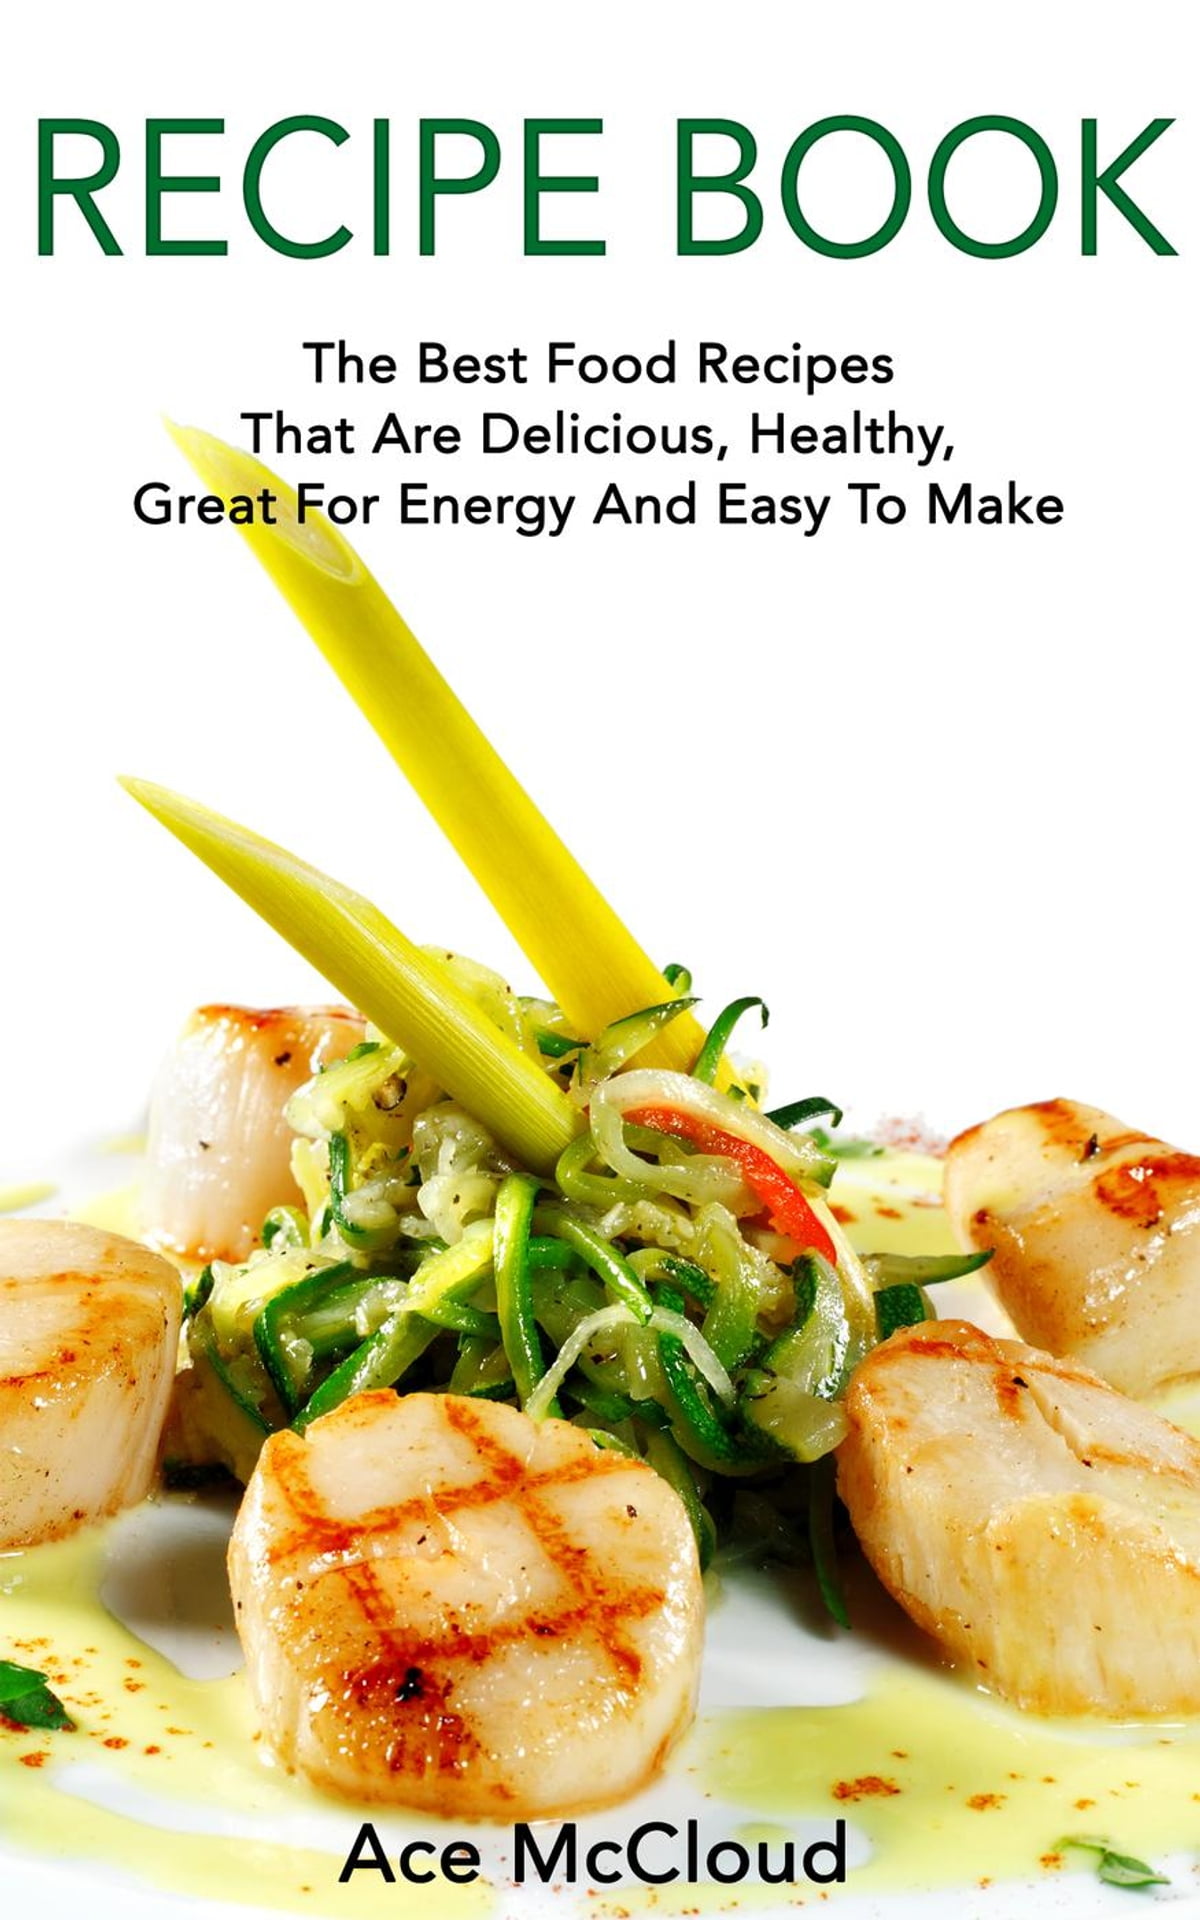 RECIPE BOOK
The Best Food Recipes
That Are Delicious, Healthy,
Great For Energy And Easy To Make
Ace McCloud